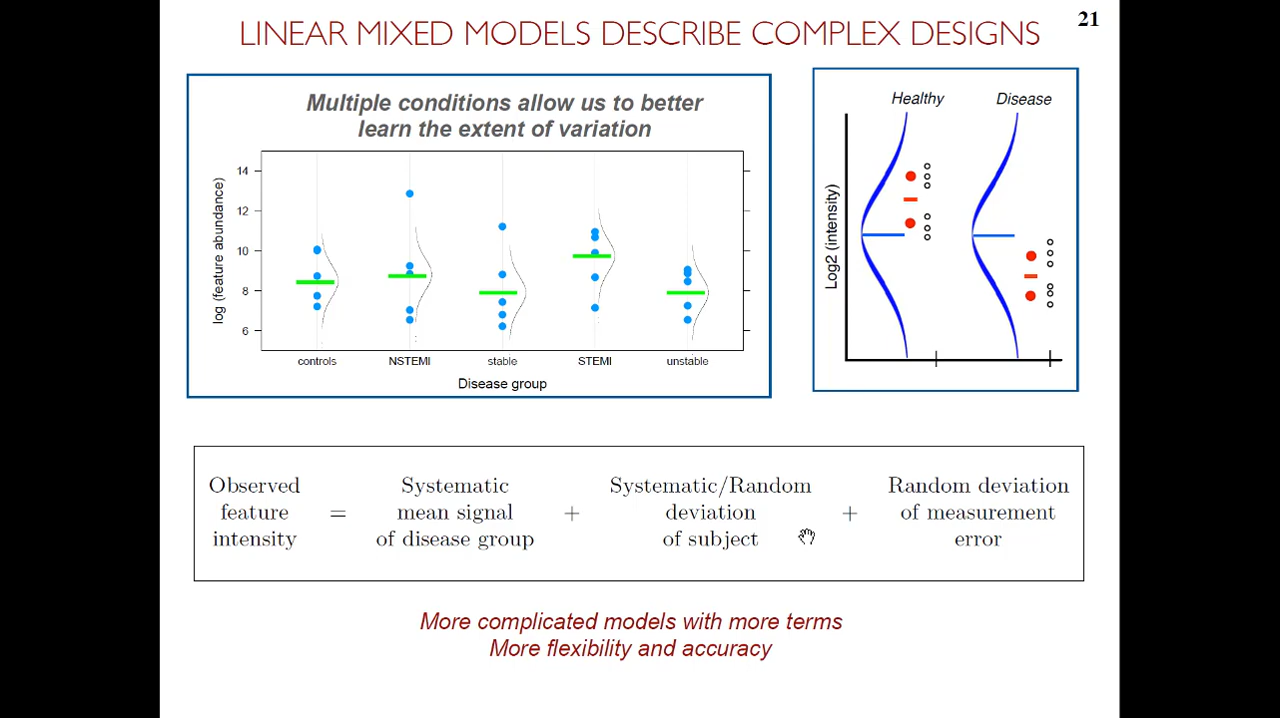 21
LINEAR MIXED MODELS DESCRIBE COMPLEX DESIGNS
Multiple conditions allow us to better
learn the extent of variation
log (feature abundance)
14
12
10
8
6
controls NSTEMI stable STEMI unstable
Disease group
Healthy Disease
Log2 (intensity)
Observed
feature
intensity
=
Systematic
mean signal
of disease group
+
Systematic/Random
deviation
of subject
+
Random deviation
of measurement
error
More complicated models with more terms
More flexibility and accuracy